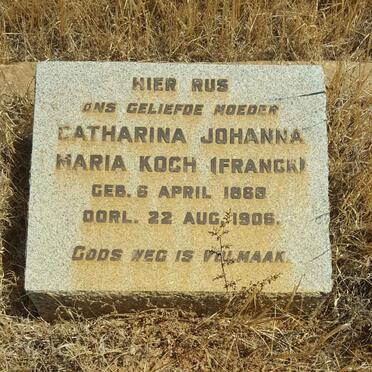 HIER RUS
ONS GELIEFDE MOEDER
CATHARINA JOHANNA
MARIA KOCH (FRANCK)
GEB. 6 APRIL 1868
OORL. 22 AUG. 1906.
GODS WEG IS VOLMAAK.